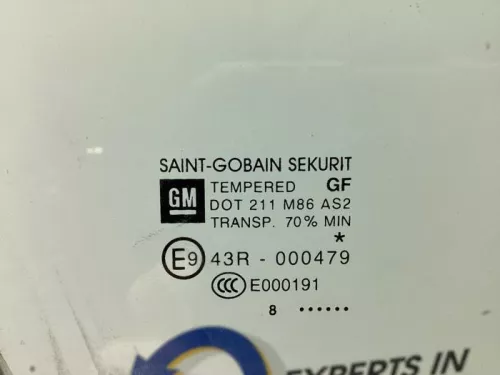 SAINT-GOBAIN SEKURIT
GM TEMPERED GF
DOT 211 M86 AS2
TRANSP. 70% MIN
*
E9 43R - 000479
CCC E000191
8 ......
EXPERTS IN